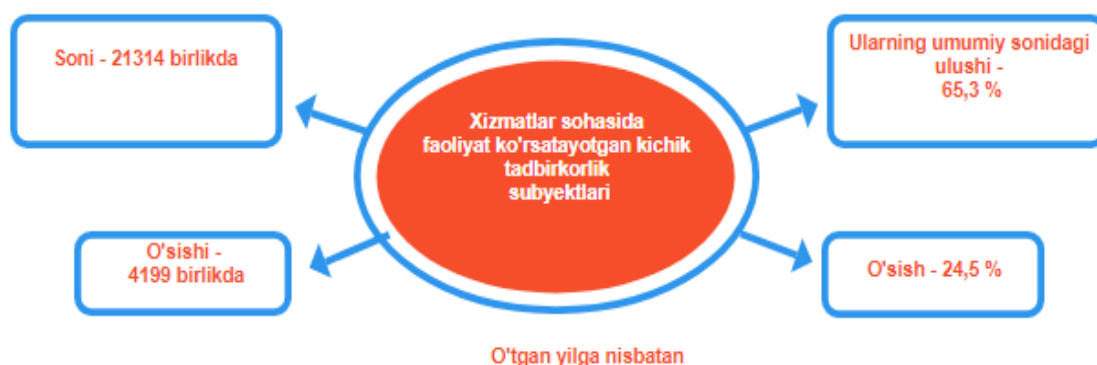 Soni - 21314 birlikda
Ularning umumiy sonidagi
ulushi -
65,3 %
Xizmatlar sohasida
faoliyat ko'rsatayotgan kichik
tadbirkorlik
subyektlari
O'sishi -
4199 birlikda
O'sish - 24,5 %
O'tgan yilga nisbatan